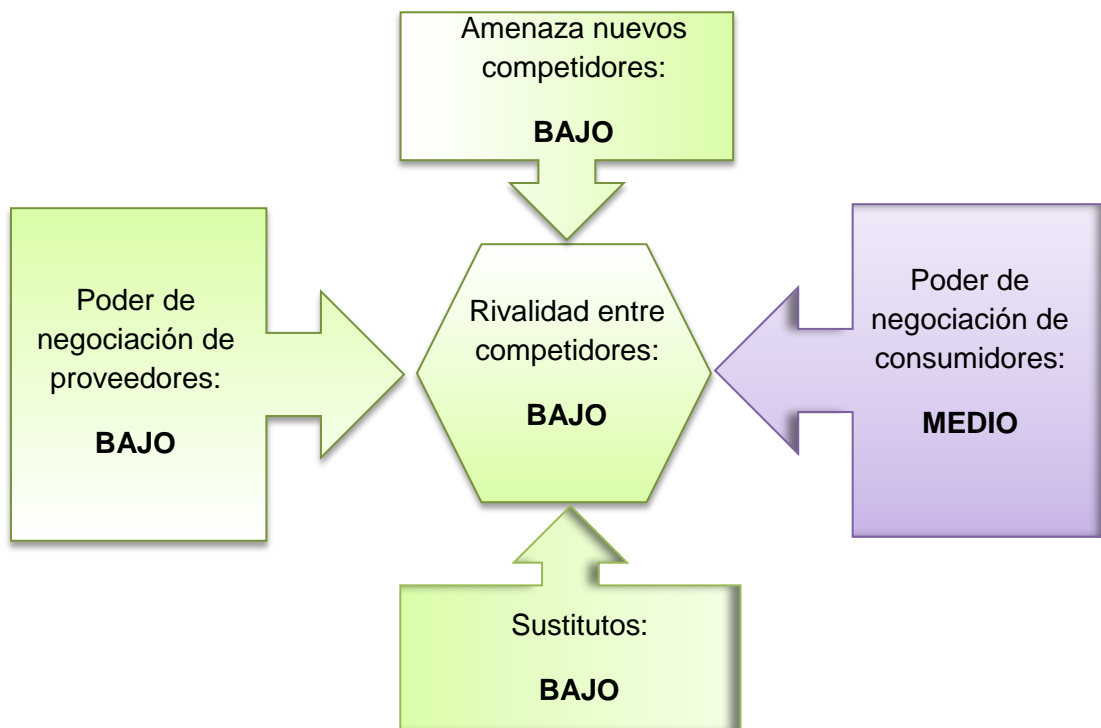 Amenaza nuevos
competidores:
BAJO
Poder de
negociación de
proveedores:
BAJO
Rivalidad entre
competidores:
BAJO
Poder de
negociación de
consumidores:
MEDIO
Sustitutos:
BAJO